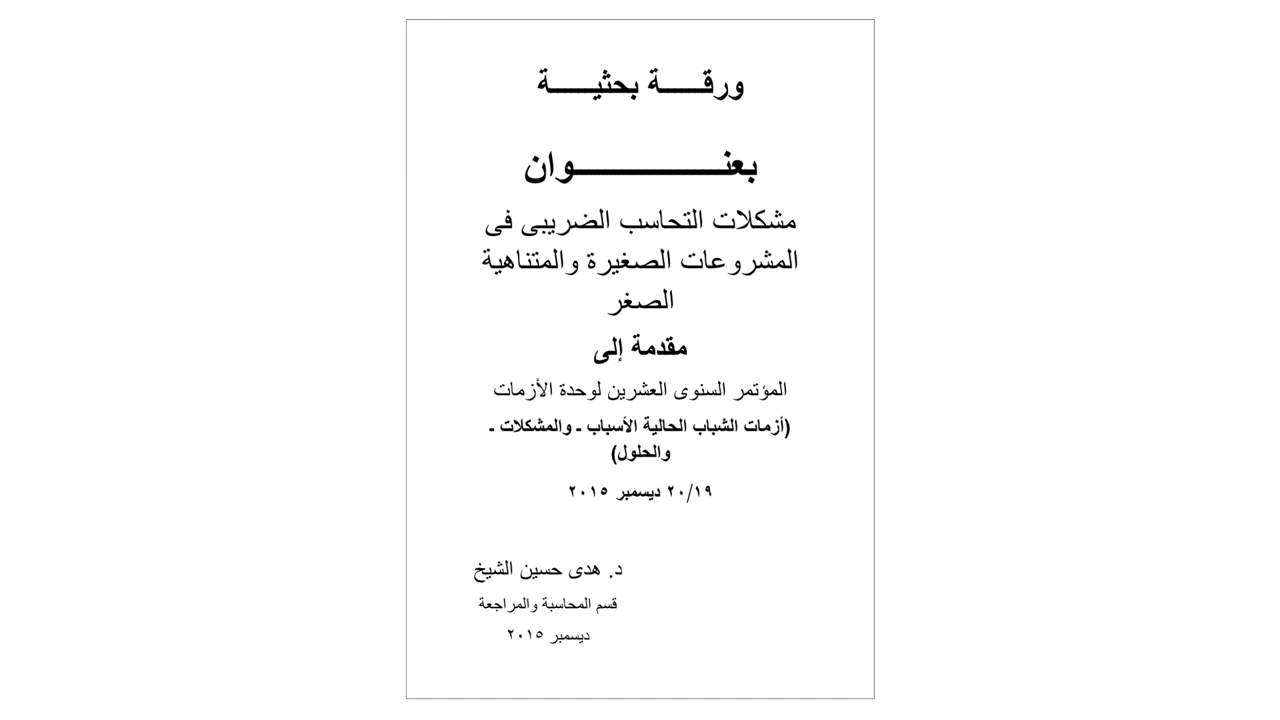 ورقـــــة بحثيـــــة
بعنـــــــــــــــوان
مشكلات التحاسب الضريبى فى
المشروعات الصغيرة والمتناهية
الصغر
مقدمة إلى
المؤتمر السنوى العشرين لوحدة الأزمات
(أزمات الشباب الحالية الأسباب ـ والمشكلات ـ
والحلول)
٢٠/١٩ ديسمبر ٢٠١٥
د. هدى حسين الشيخ
قسم المحاسبة والمراجعة
ديسمبر ٢٠١٥